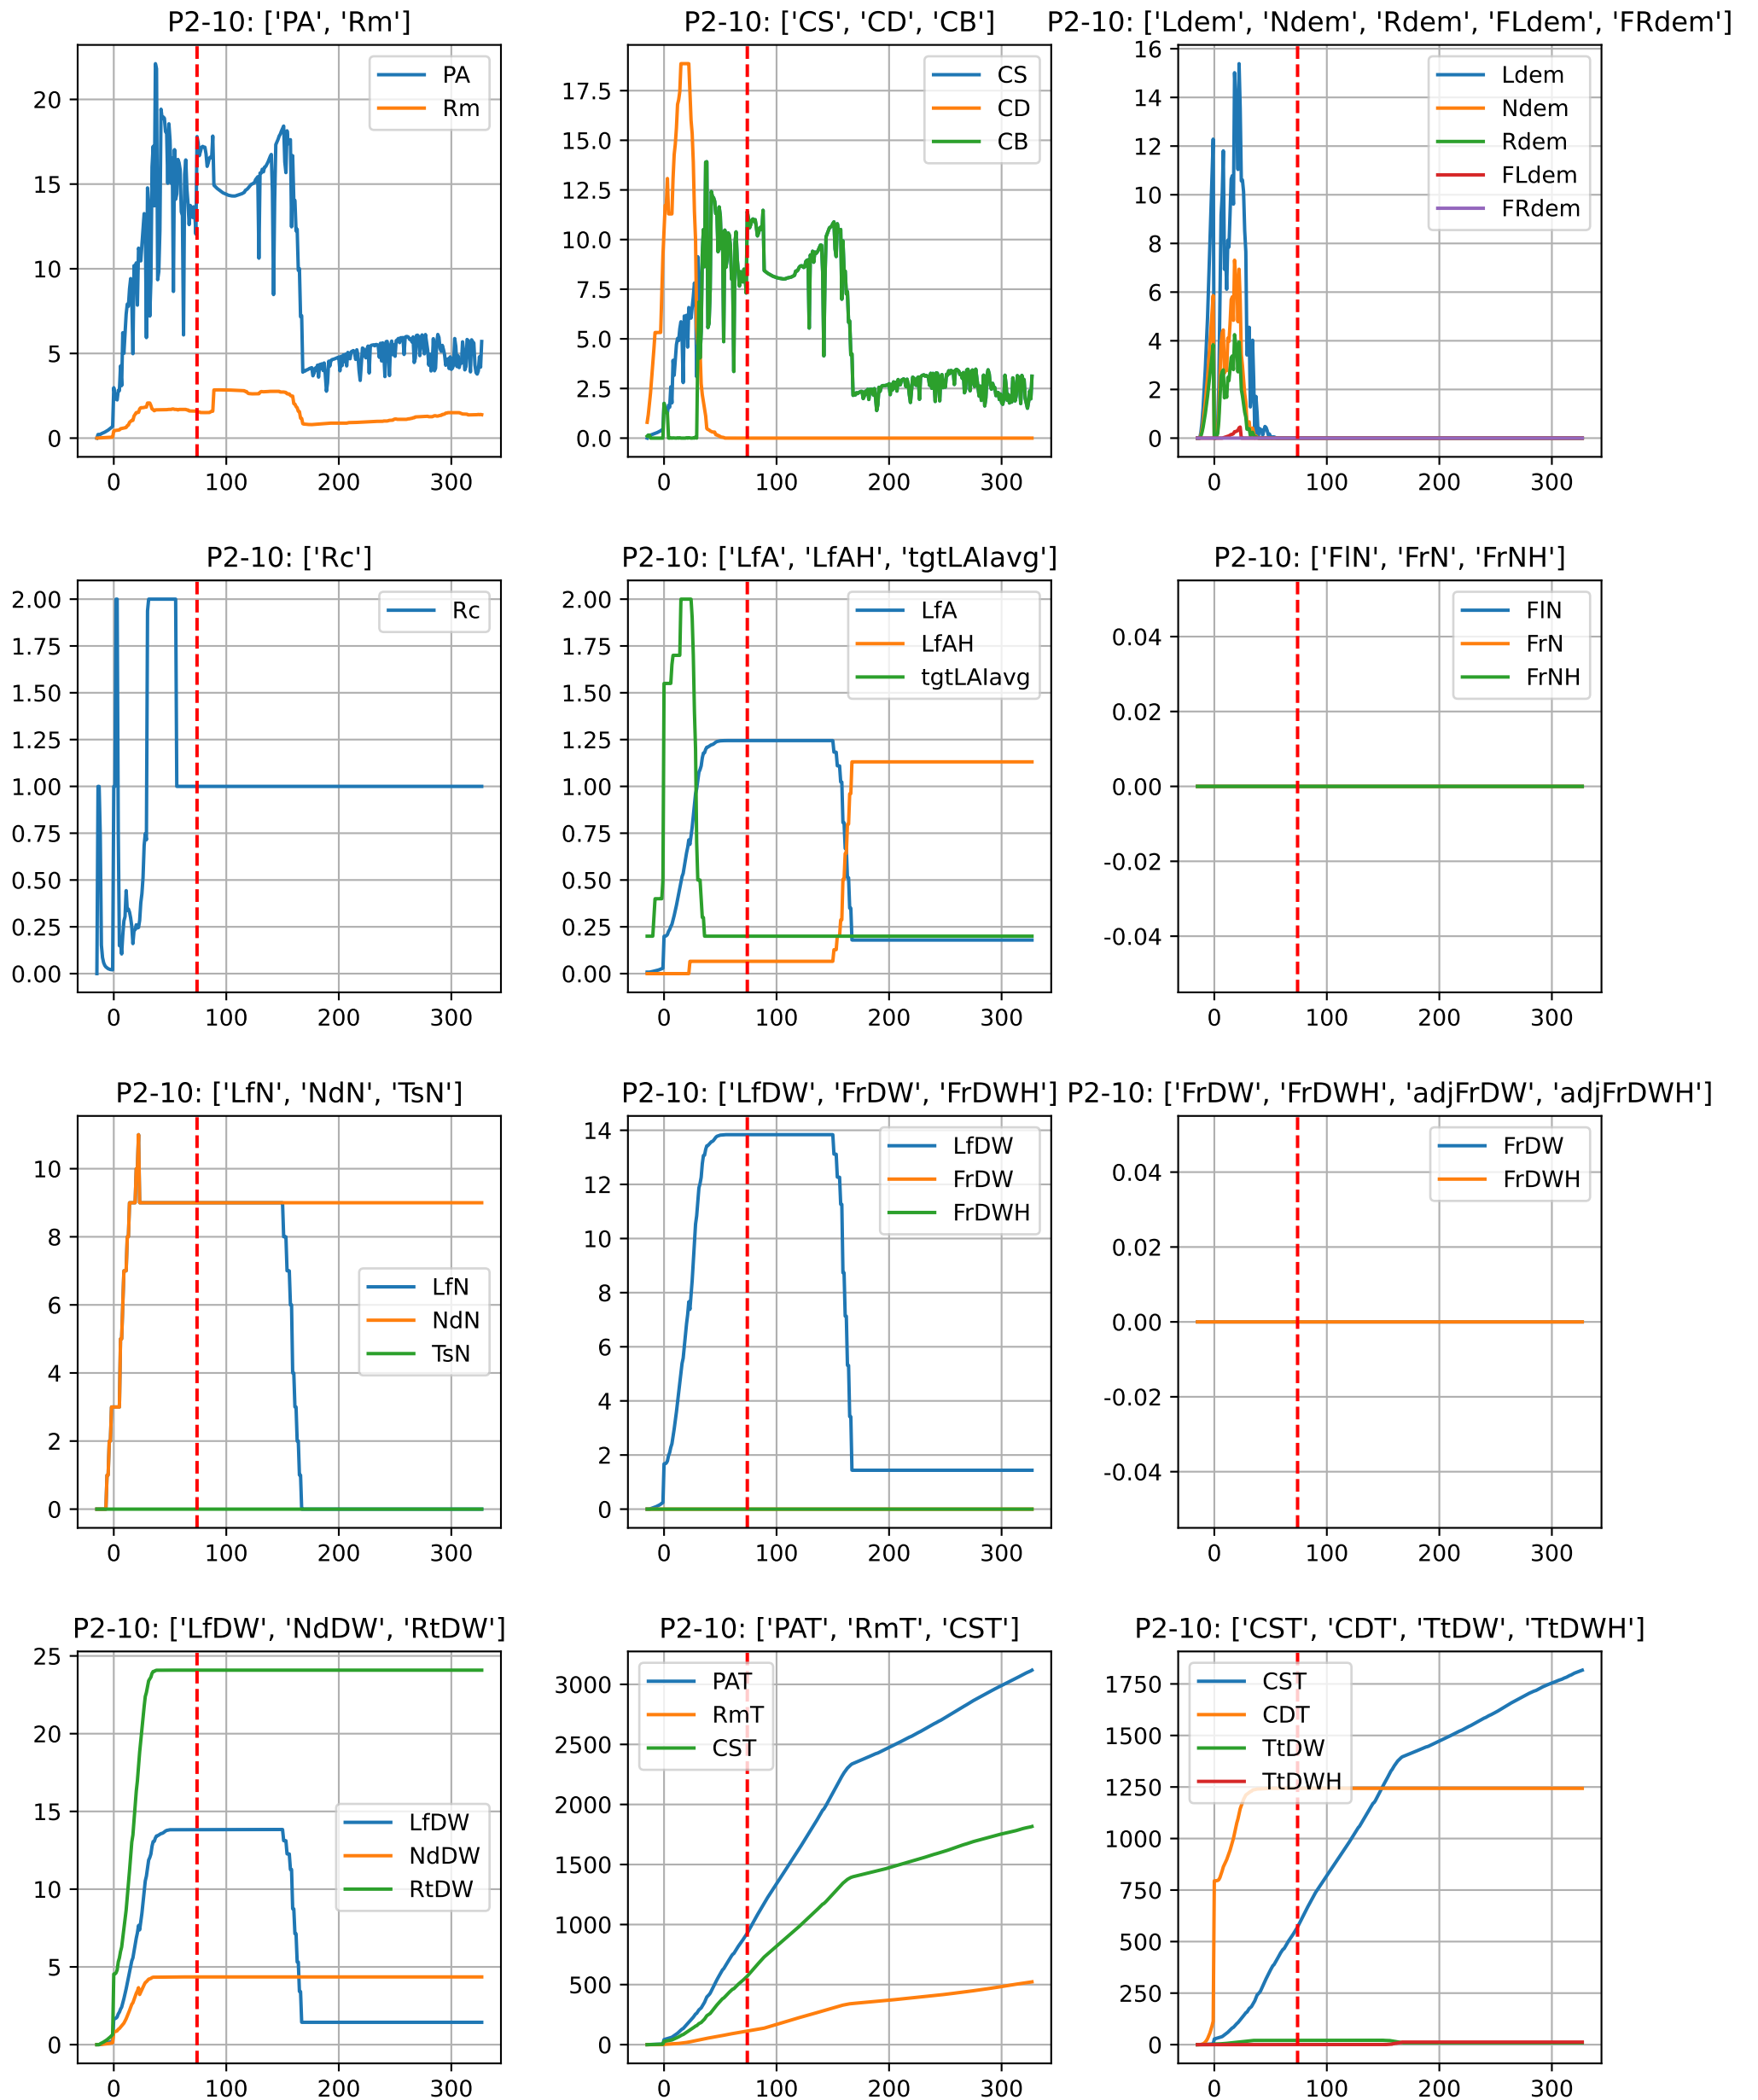 P2-10: ['PA', 'Rm']
P2-10: ['CS', 'CD', 'CB']
P2-10: ['Ldem', 'Ndem', 'Rdem', 'FLdem', 'FRdem']
20
15
10
5
0
0 100 200 300
PA
Rm
17.5
15.0
12.5
10.0
7.5
5.0
2.5
0.0
0 100 200 300
CS
CD
CB
16
14
12
10
8
6
4
2
0
0 100 200 300
Ldem
Ndem
Rdem
FLdem
FRdem
P2-10: ['Rc']
P2-10: ['LfA', 'LfAH', 'tgtLAIavg']
P2-10: ['FlN', 'FrN', 'FrNH']
2.00
1.75
1.50
1.25
1.00
0.75
0.50
0.25
0.00
0 100 200 300
Rc
2.00
1.75
1.50
1.25
1.00
0.75
0.50
0.25
0.00
0 100 200 300
LfA
LfAH
tgtLAIavg
0.04
0.02
0.00
-0.02
-0.04
0 100 200 300
FlN
FrN
FrNH
P2-10: ['LfN', 'NdN', 'TsN']
P2-10: ['LfDW', 'FrDW', 'FrDWH']
P2-10: ['FrDW', 'FrDWH', 'adjFrDW', 'adjFrDWH']
10
8
6
4
2
0
0 100 200 300
LfN
NdN
TsN
14
12
10
8
6
4
2
0
0 100 200 300
LfDW
FrDW
FrDWH
0.04
0.02
0.00
-0.02
-0.04
0 100 200 300
FrDW
FrDWH
P2-10: ['LfDW', 'NdDW', 'RtDW']
P2-10: ['PAT', 'RmT', 'CST']
P2-10: ['CST', 'CDT', 'TtDW', 'TtDWH']
25
20
15
10
5
0
0 100 200 300
LfDW
NdDW
RtDW
3000
2500
2000
1500
1000
500
0
0 100 200 300
PAT
RmT
CST
1750
1500
1250
1000
750
500
250
0
0 100 200 300
CST
CDT
TtDW
TtDWH